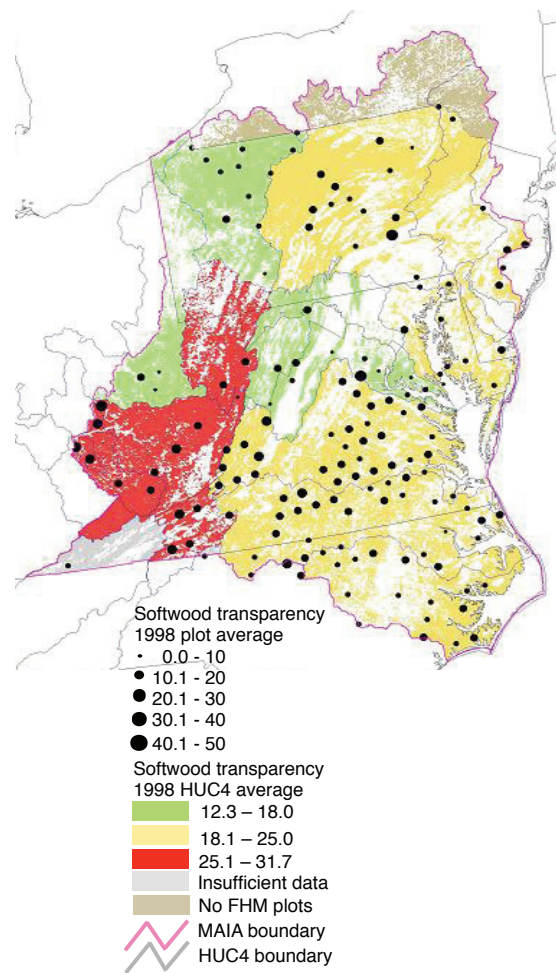 Softwood transparency
1998 plot average
0.0 - 10
10.1 - 20
20.1 - 30
30.1 - 40
40.1 - 50
Softwood transparency
1998 HUC4 average
12.3 – 18.0
18.1 – 25.0
25.1 – 31.7
Insufficient data
No FHM plots
MAIA boundary
HUC4 boundary